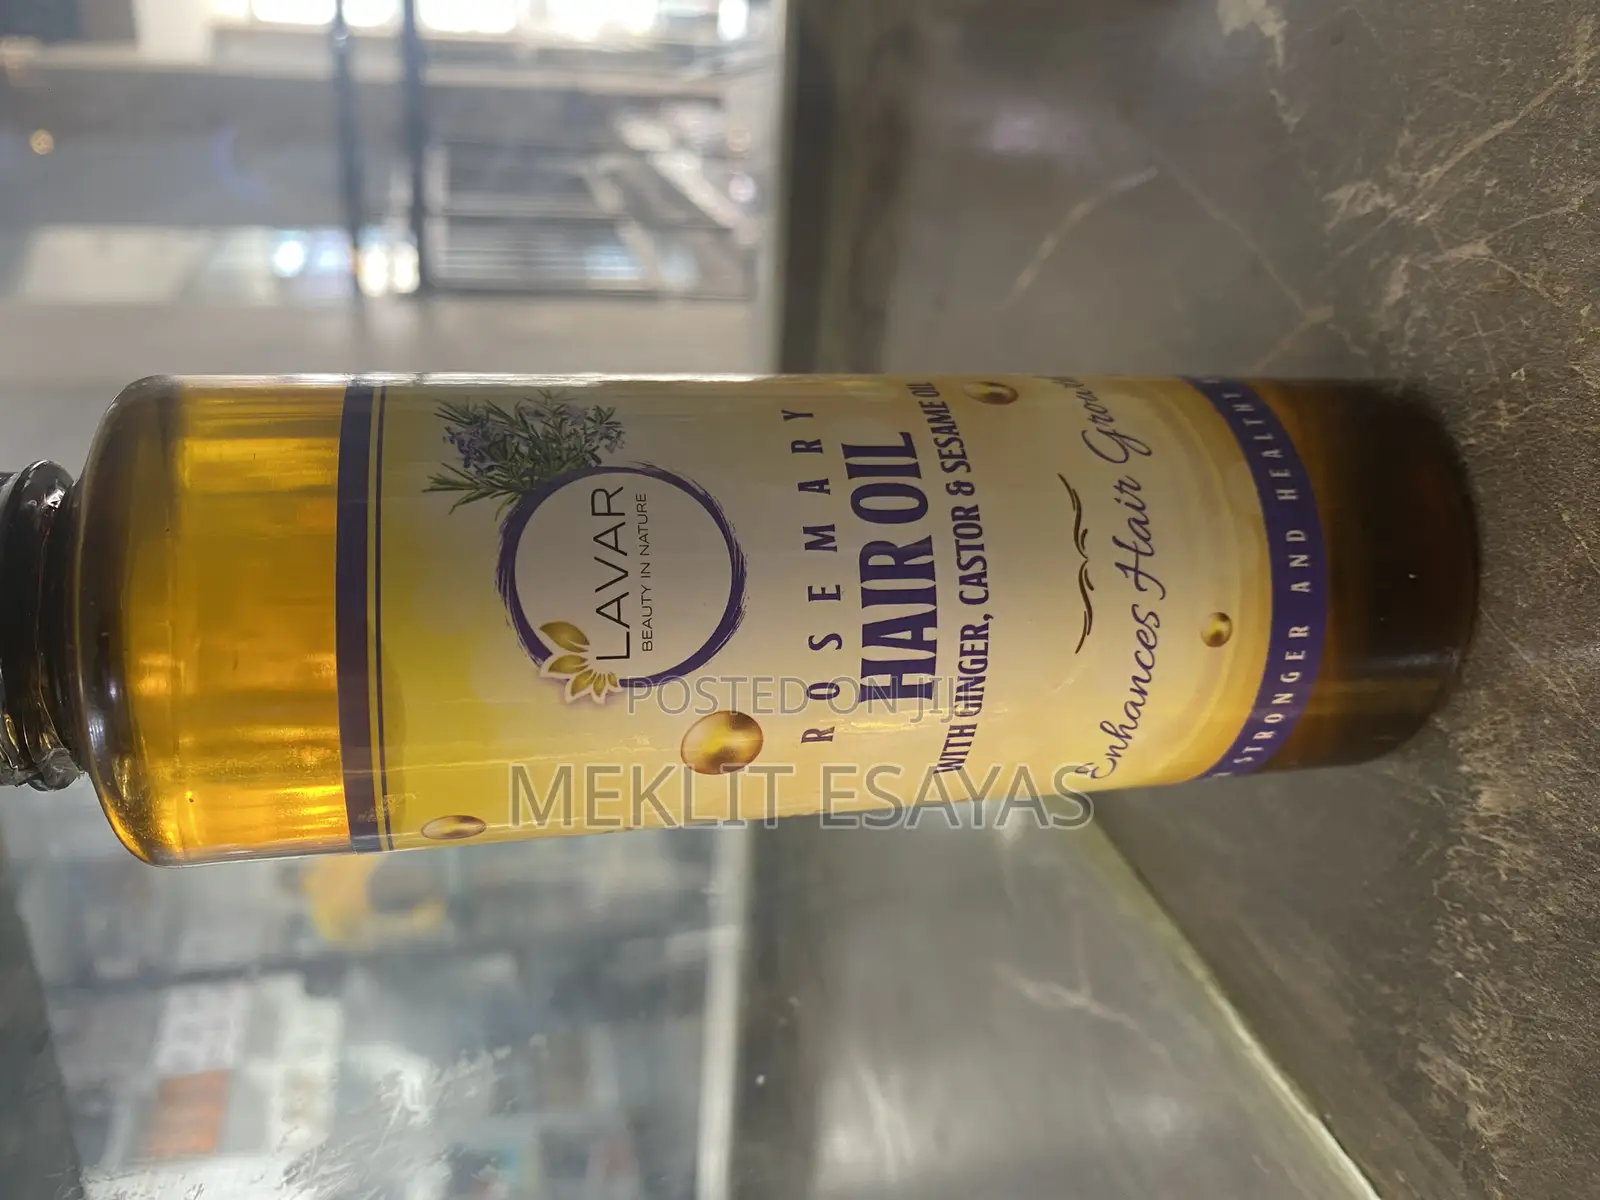 LAVAR
BEAUTY IN NATURE
ROSEMARY
HAIR OIL
WITH GINGER, CASTOR & SESAME OIL
Enhances Hair Growth
STRONGER AND HEALTHY
POSTED ON JIJI
MEKLIT ESAYAS